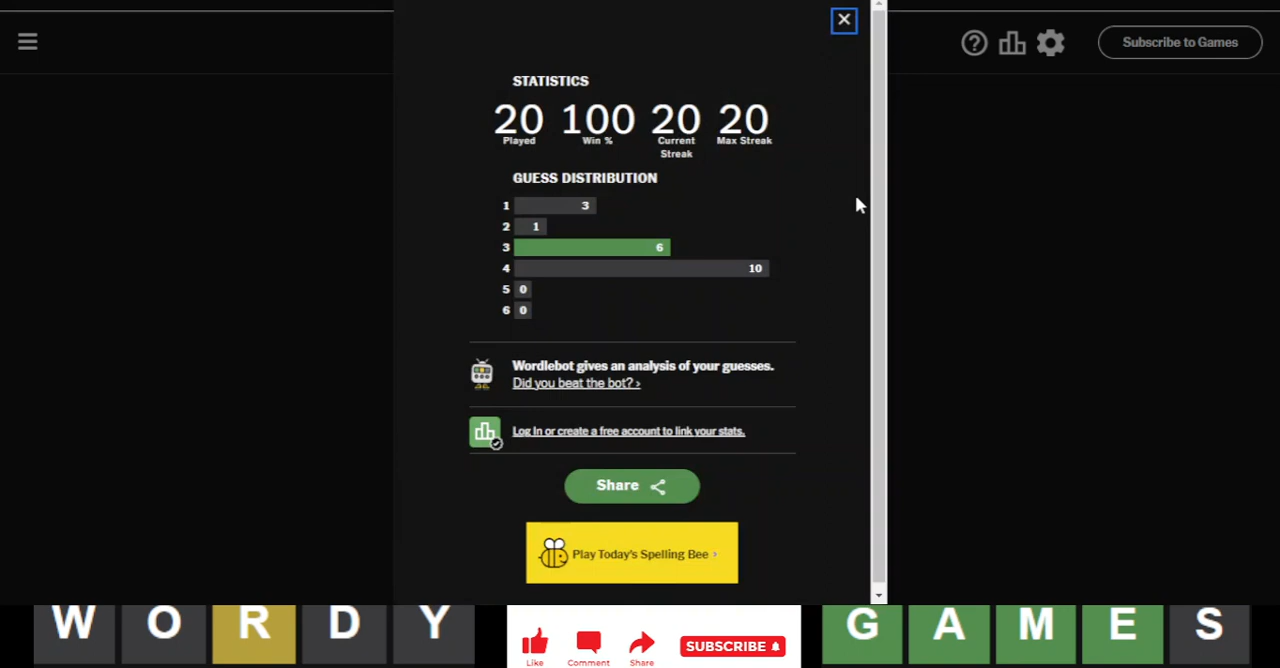 Subscribe to Games
STATISTICS
20 100 20 20
Played Win % Current Streak Max Streak
GUESS DISTRIBUTION
1 3
2 1
3 6
4 10
5 0
6 0
Wordlebot gives an analysis of your guesses.
Did you beat the bot? ›
Log In or create a free account to link your stats.
Share
Play Today's Spelling Bee ›
WORDY
Like Comment Share
SUBSCRIBE
GAMES